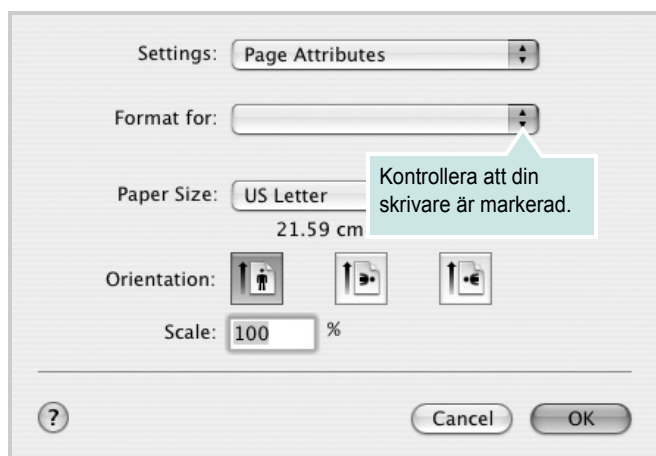 Settings: Page Attributes
Format for:
Kontrollera att din
skrivare är markerad.
Paper Size: US Letter
21.59 cm
Orientation:
Scale: 100 %
? Cancel OK